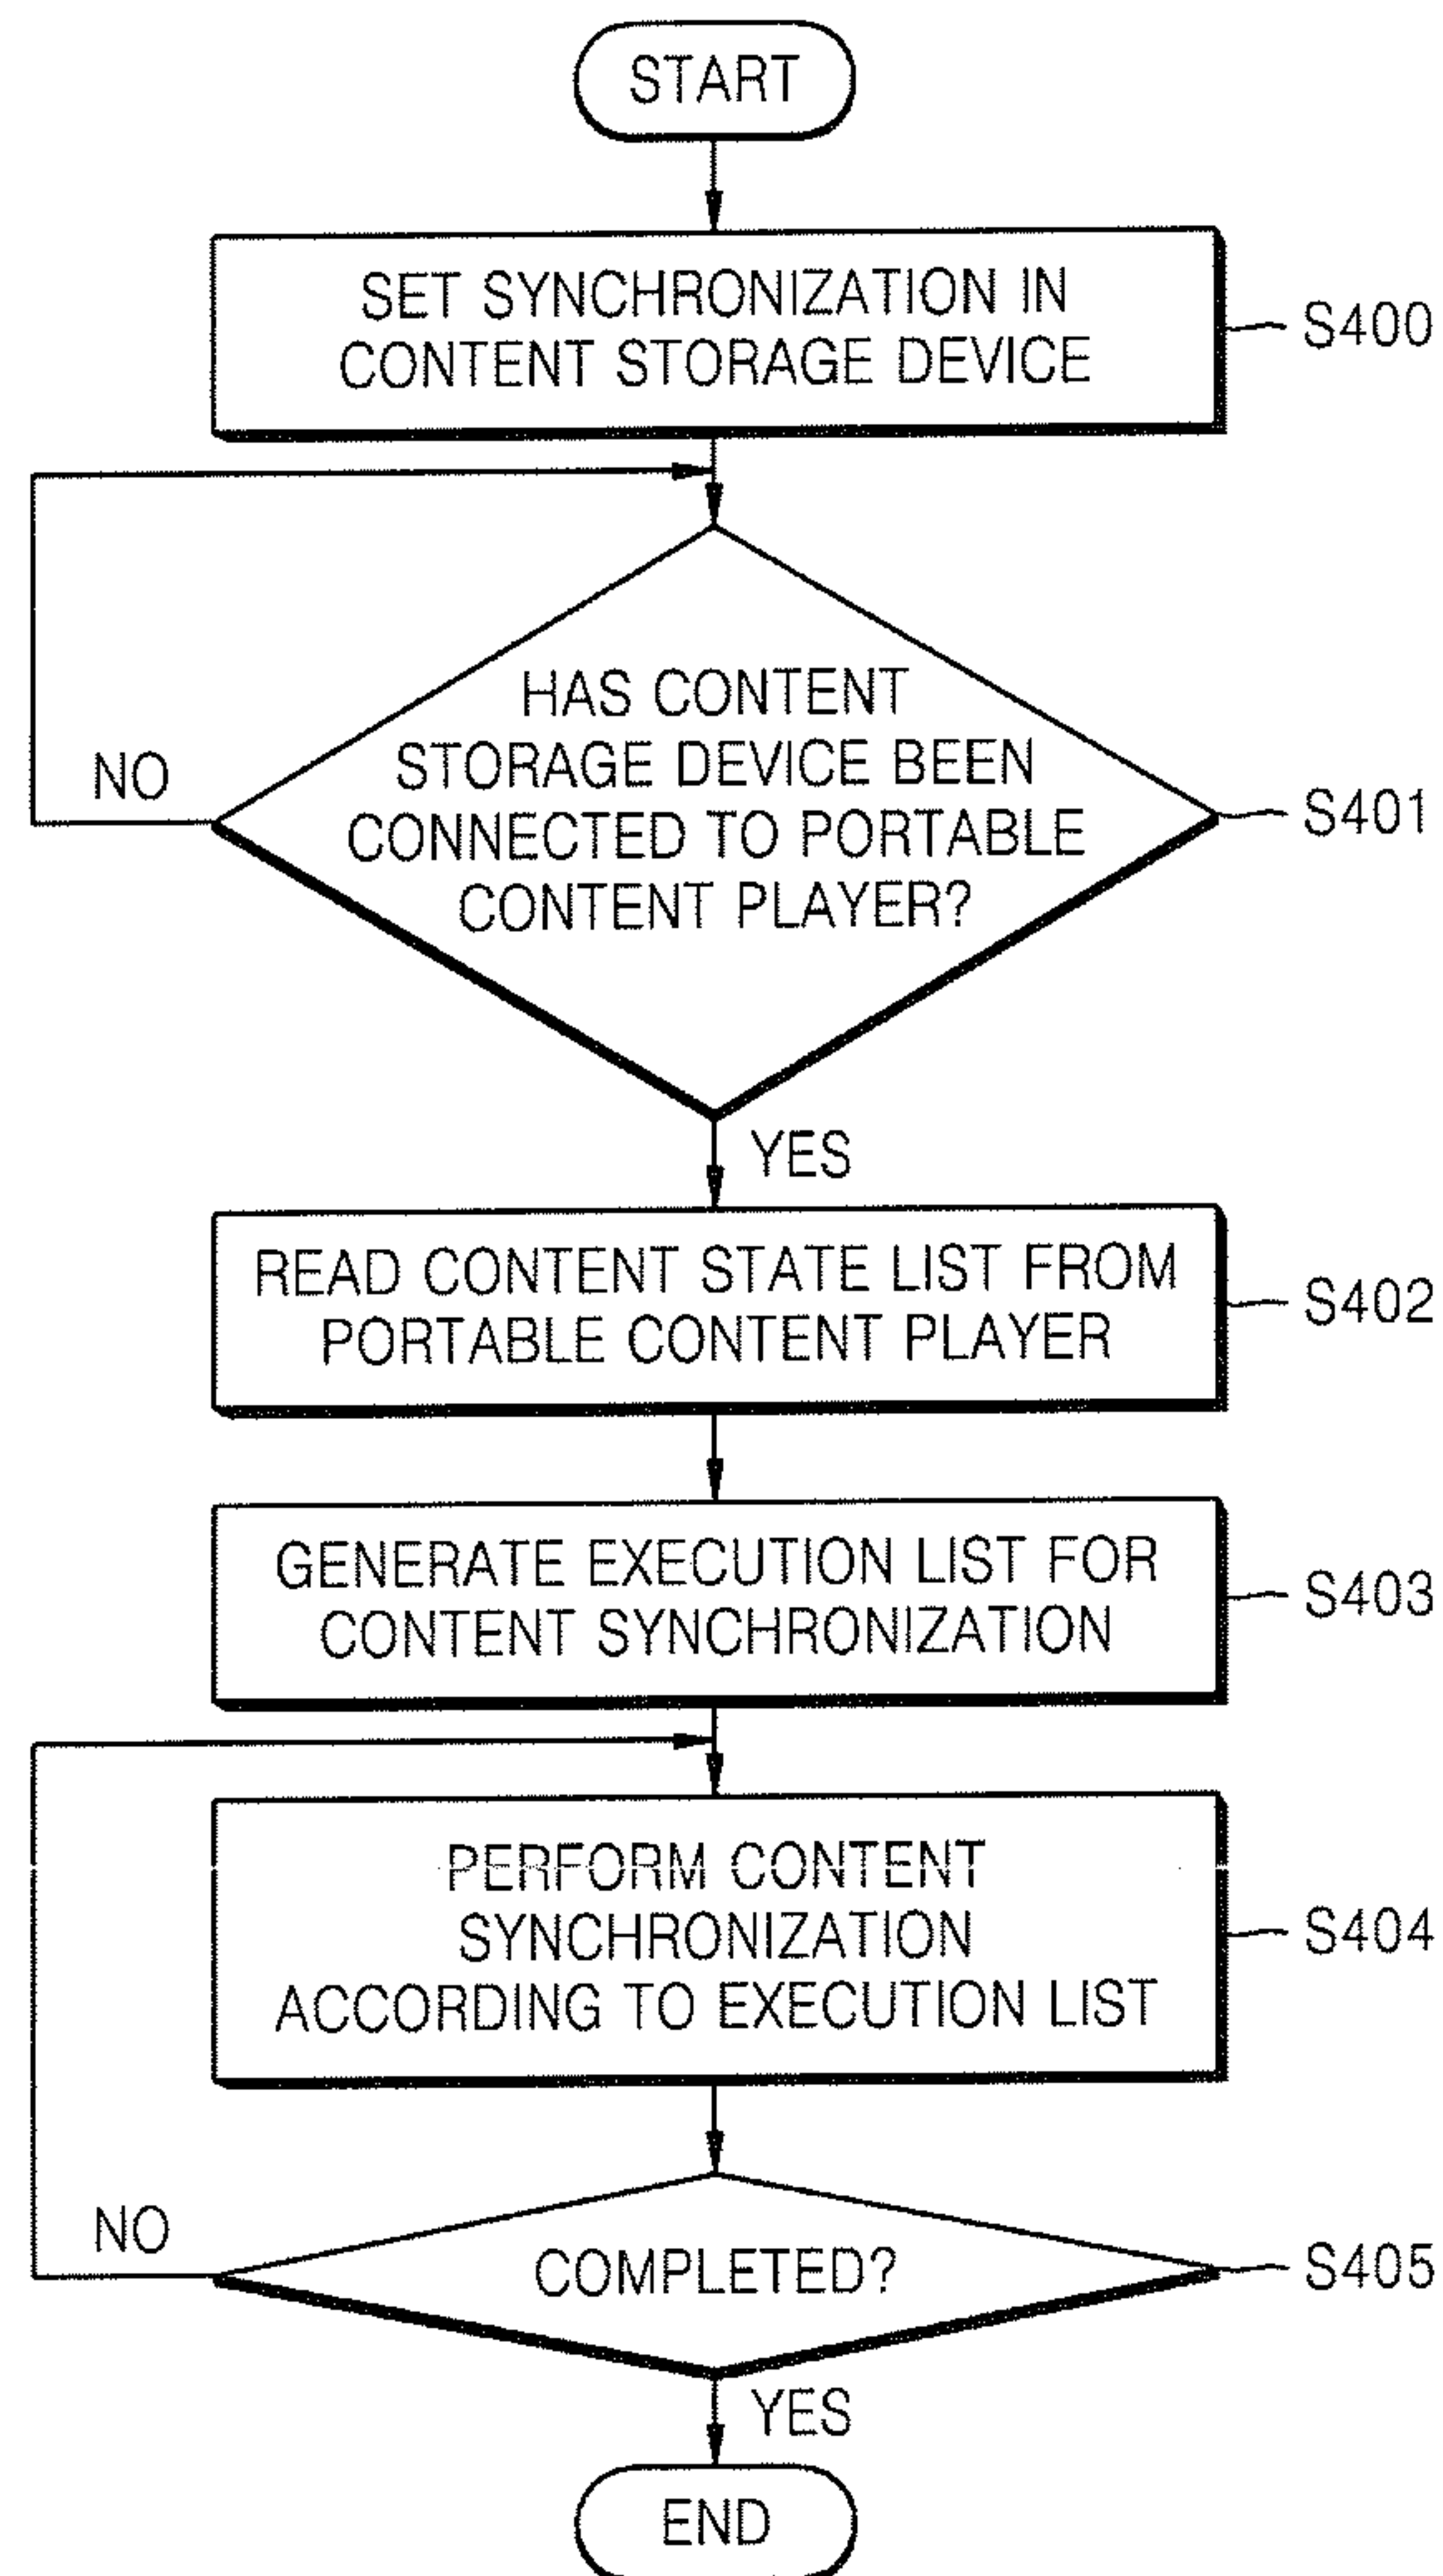 START
SET SYNCHRONIZATION IN
CONTENT STORAGE DEVICE
S400
HAS CONTENT
STORAGE DEVICE BEEN
CONNECTED TO PORTABLE
CONTENT PLAYER?
S401
NO
YES
READ CONTENT STATE LIST FROM
PORTABLE CONTENT PLAYER
S402
GENERATE EXECUTION LIST FOR
CONTENT SYNCHRONIZATION
S403
PERFORM CONTENT
SYNCHRONIZATION
ACCORDING TO EXECUTION LIST
S404
NO
COMPLETED?
S405
YES
END